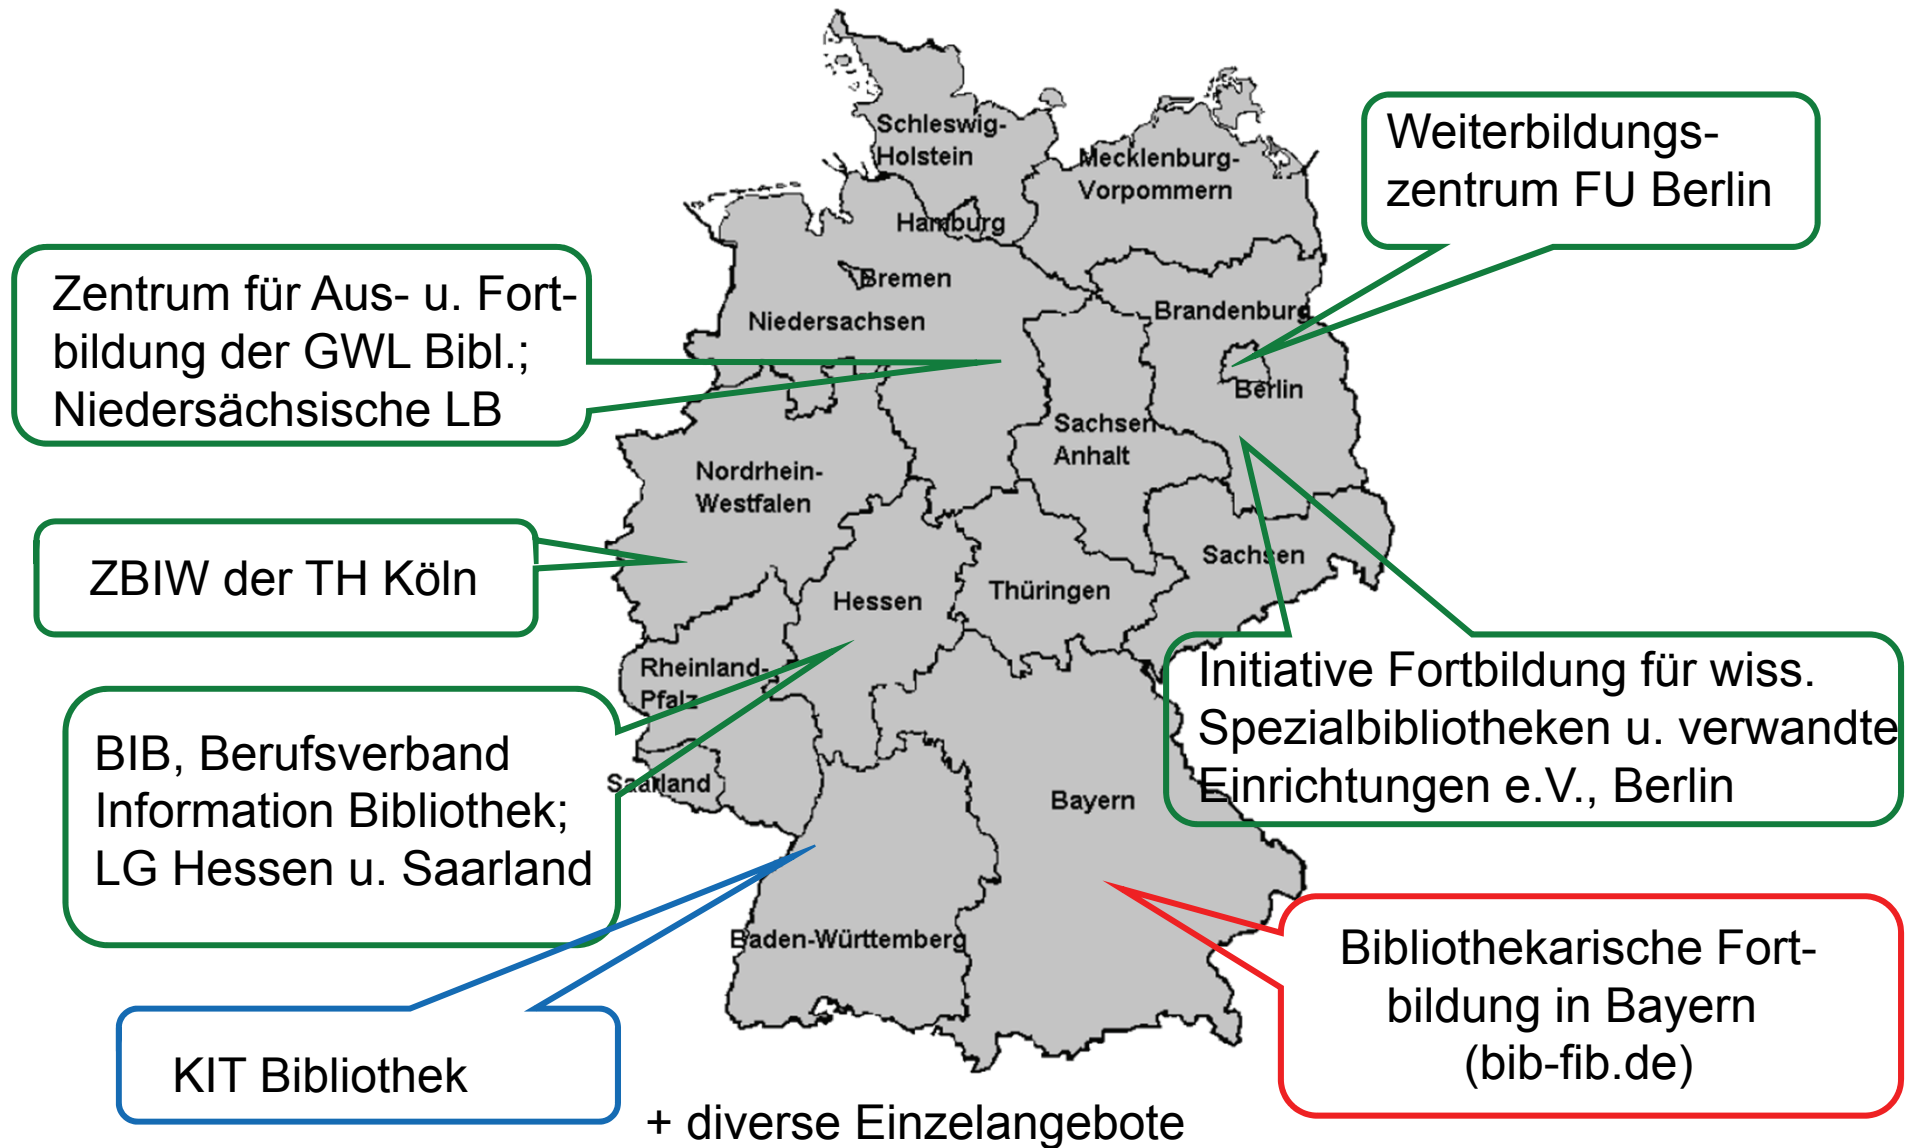 Schleswig-
Holstein
Mecklenburg-
Vorpommern
Hamburg
Bremen
Niedersachsen
Brandenburg
Berlin
Sachsen
Anhalt
Nordrhein-
Westfalen
Sachsen
Thüringen
Hessen
Rheinland-
Pfalz
Saarland
Bayern
Baden-Württemberg
Weiterbildungs-
zentrum FU Berlin
Zentrum für Aus- u. Fort-
bildung der GWL Bibl.;
Niedersächsische LB
ZBIW der TH Köln
Initiative Fortbildung für wiss.
Spezialbibliotheken u. verwandte
Einrichtungen e.V., Berlin
BIB, Berufsverband
Information Bibliothek;
LG Hessen u. Saarland
Bibliothekarische Fort-
bildung in Bayern
(bib-fib.de)
KIT Bibliothek
+ diverse Einzelangebote